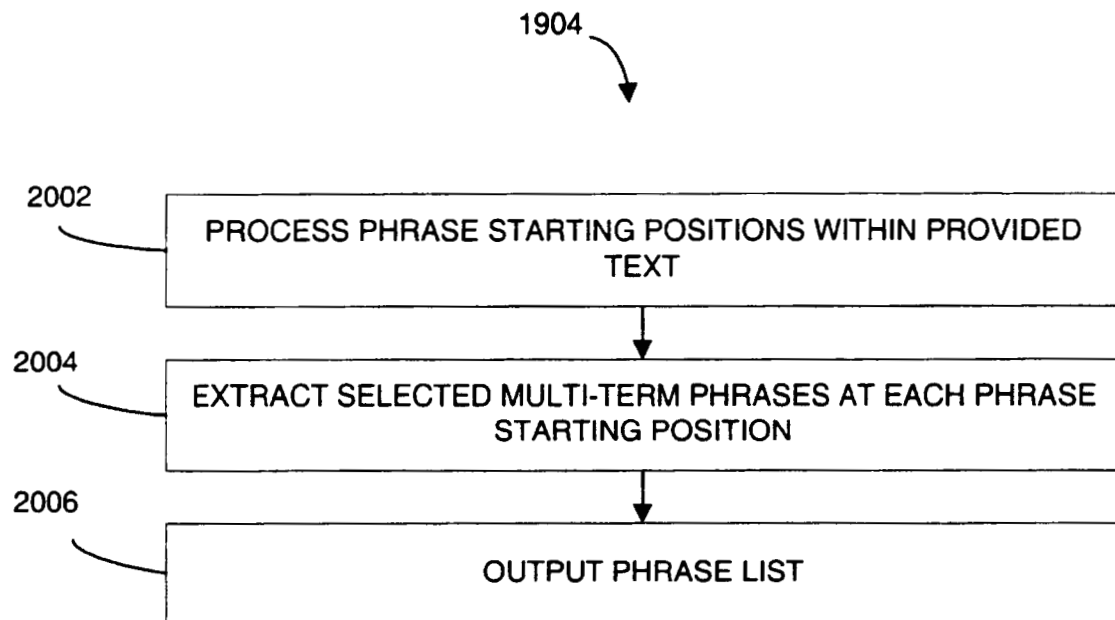 1904
2002
PROCESS PHRASE STARTING POSITIONS WITHIN PROVIDED
TEXT
2004
EXTRACT SELECTED MULTI-TERM PHRASES AT EACH PHRASE
STARTING POSITION
2006
OUTPUT PHRASE LIST